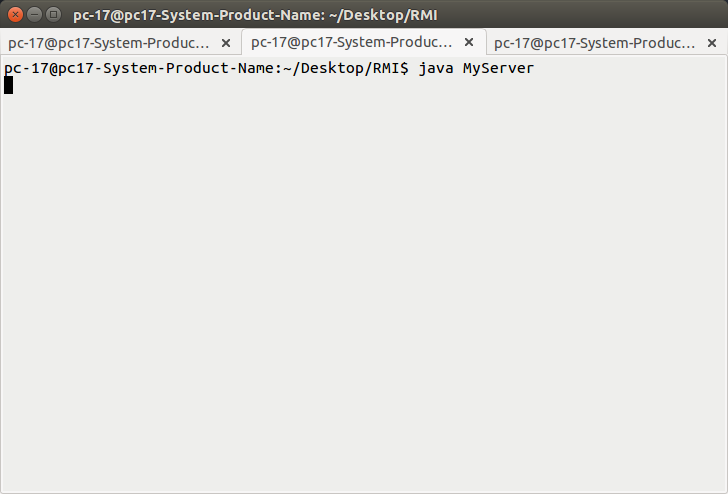 pc-17@pc17-System-Product-Name: ~/Desktop/RMI
pc-17@pc17-System-Produc... pc-17@pc17-System-Product... pc-17@pc17-System-Produc...
pc-17@pc17-System-Product-Name:~/Desktop/RMI$ java MyServer